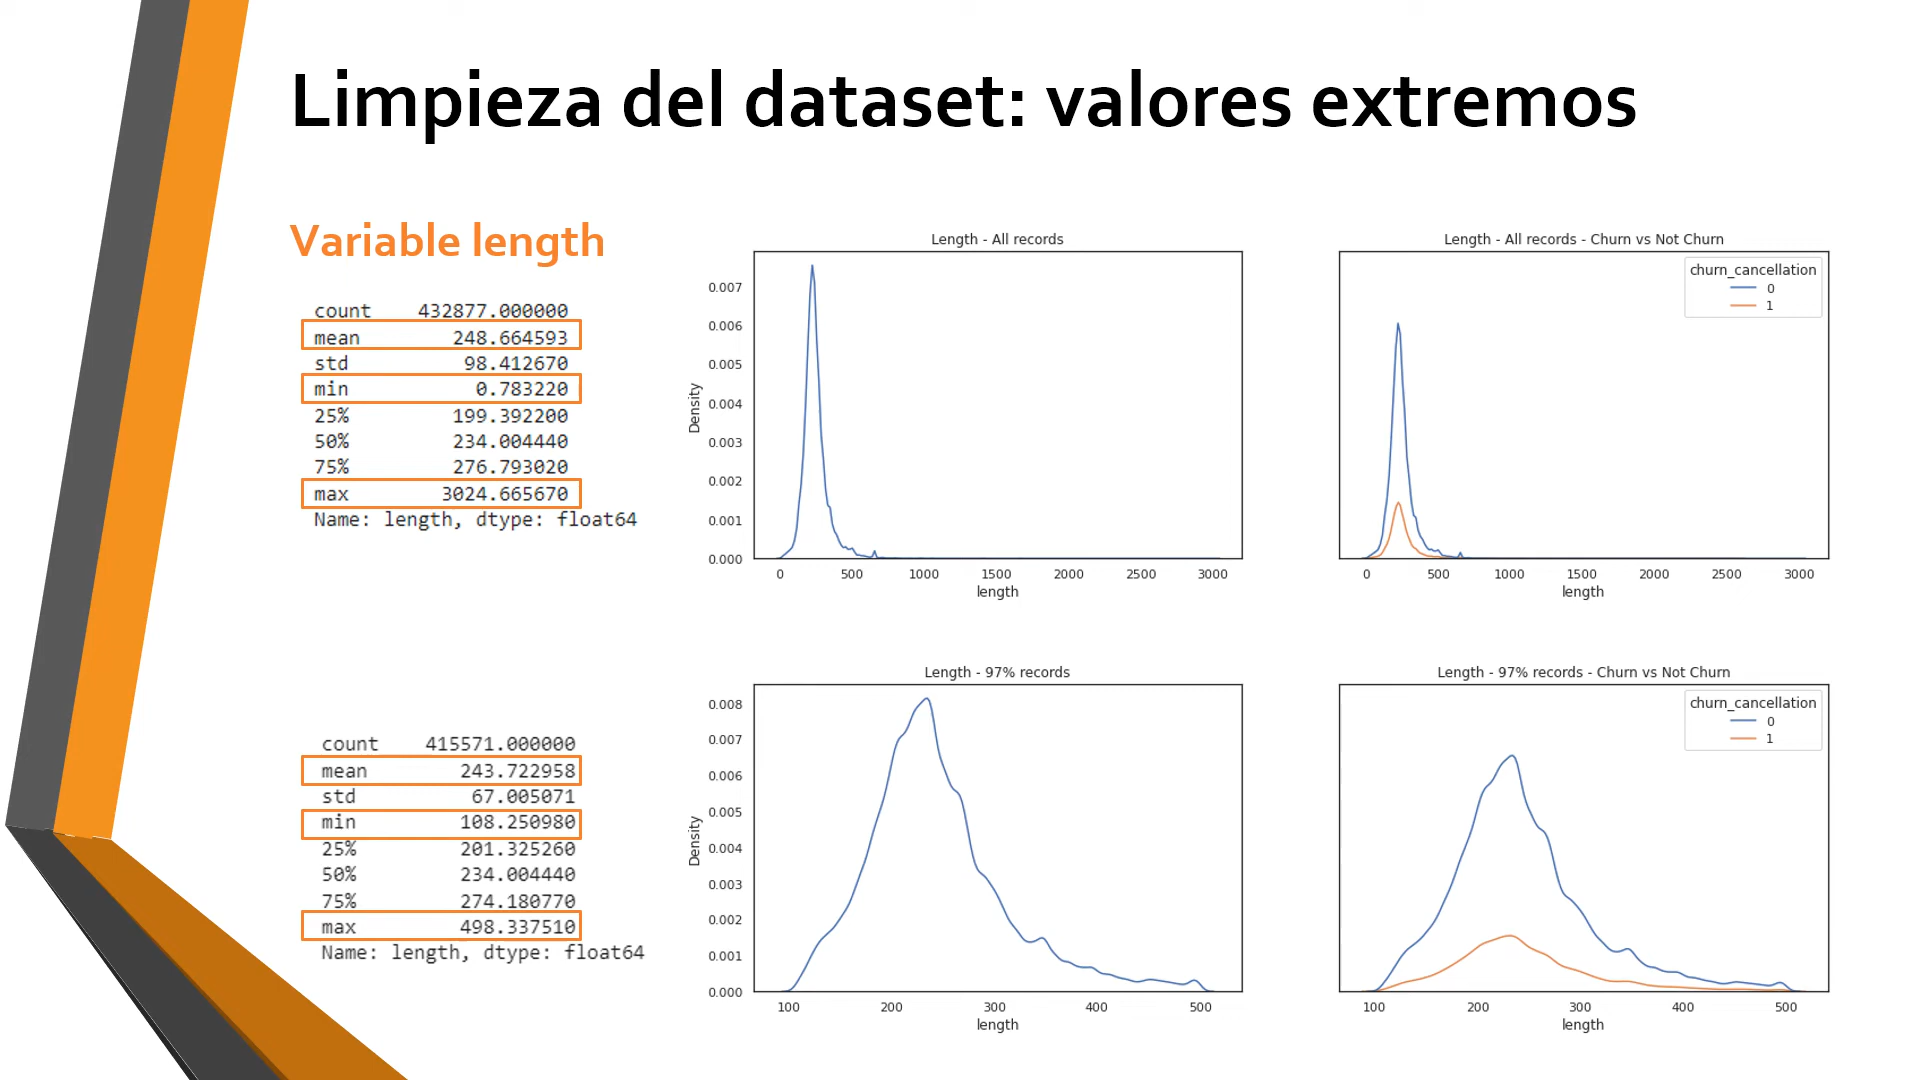 Limpieza del dataset: valores extremos
Variable length
count 432877.000000
mean 248.664593
std 98.412670
min 0.783220
25% 199.392200
50% 234.004440
75% 276.793020
max 3024.665670
Name: length, dtype: float64
Length - All records
Density
0.007
0.006
0.005
0.004
0.003
0.002
0.001
0.000
0 500 1000 1500 2000 2500 3000
length
Length - All records - Churn vs Not Churn
churn_cancellation
0
1
0 500 1000 1500 2000 2500 3000
length
count 415571.000000
mean 243.722958
std 67.005071
min 108.250980
25% 201.325260
50% 234.004440
75% 274.180770
max 498.337510
Name: length, dtype: float64
Length - 97% records
Density
0.008
0.007
0.006
0.005
0.004
0.003
0.002
0.001
0.000
100 200 300 400 500
length
Length - 97% records - Churn vs Not Churn
churn_cancellation
0
1
100 200 300 400 500
length